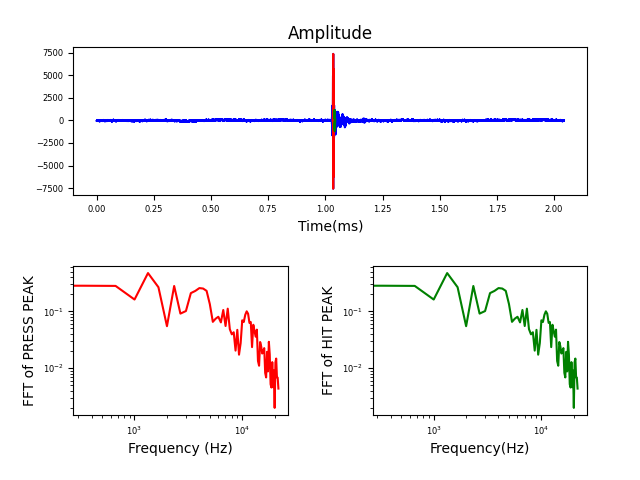 Amplitude
7500
5000
2500
0
−2500
−5000
−7500
0.00 0.25 0.50 0.75 1.00 1.25 1.50 1.75 2.00
Time(ms)
FFT of PRESS PEAK
10⁻¹
10⁻²
10³ 10⁴
Frequency (Hz)
FFT of HIT PEAK
10⁻¹
10⁻²
10³ 10⁴
Frequency(Hz)